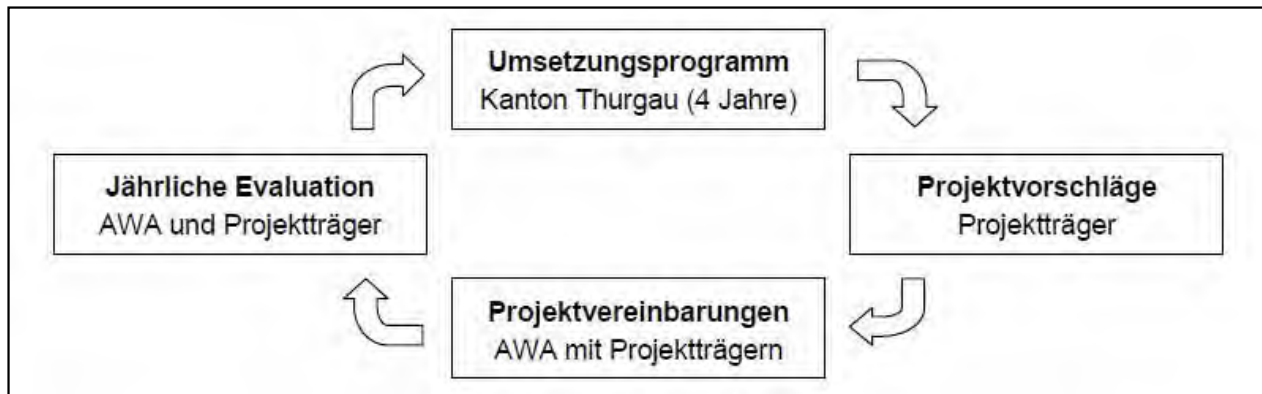 Umsetzungsprogramm
Kanton Thurgau (4 Jahre)
Jährliche Evaluation
AWA und Projektträger
Projektvorschläge
Projektträger
Projektvereinbarungen
AWA mit Projektträgern